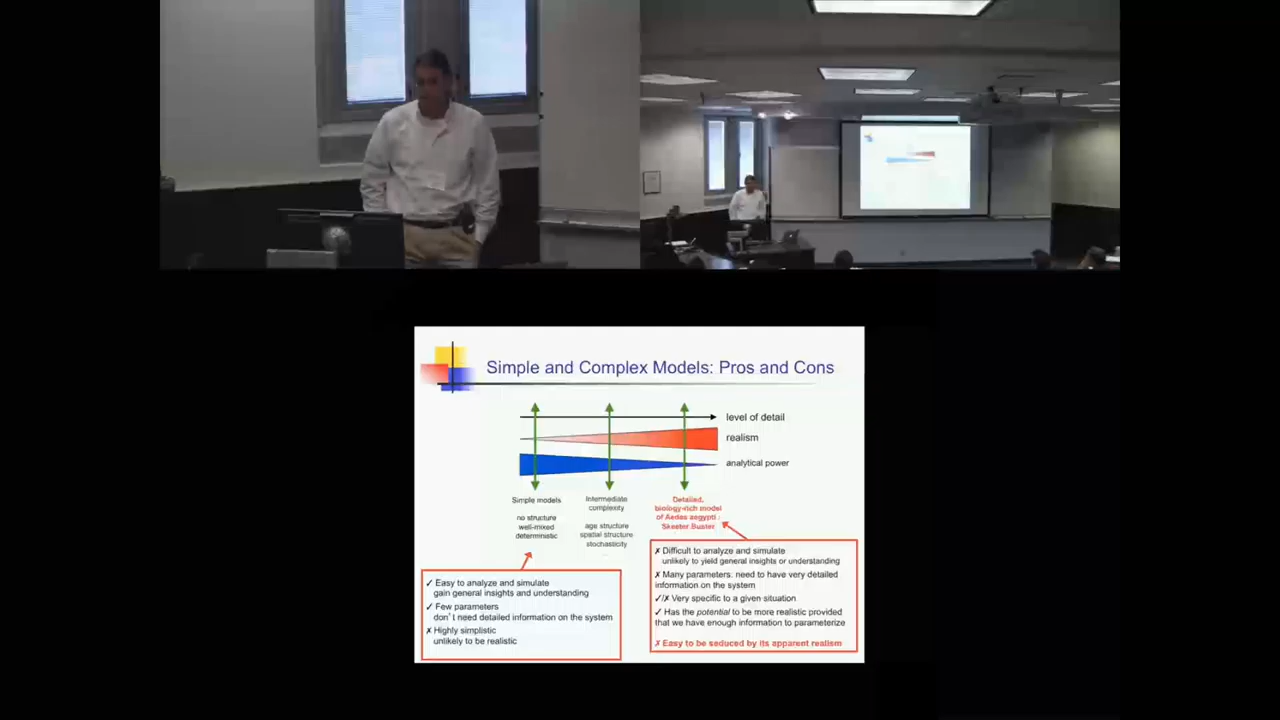 Simple and Complex Models: Pros and Cons
level of detail
realism
analytical power
Simple models
no structure
well-mixed
deterministic
Intermediate
complexity
age structure
spatial structure
stochasticity
...
Detailed,
biology-rich model
of Aedes aegypti :
Skeeter Buster
✓ Easy to analyze and simulate
gain general insights and understanding
✓ Few parameters
don't need detailed information on the system
✗ Highly simplistic
unlikely to be realistic
✗ Difficult to analyze and simulate
unlikely to yield general insights or understanding
✗ Many parameters: need to have very detailed
information on the system
✓/✗ Very specific to a given situation
✓ Has the potential to be more realistic provided
that we have enough information to parameterize
✗ Easy to be seduced by its apparent realism